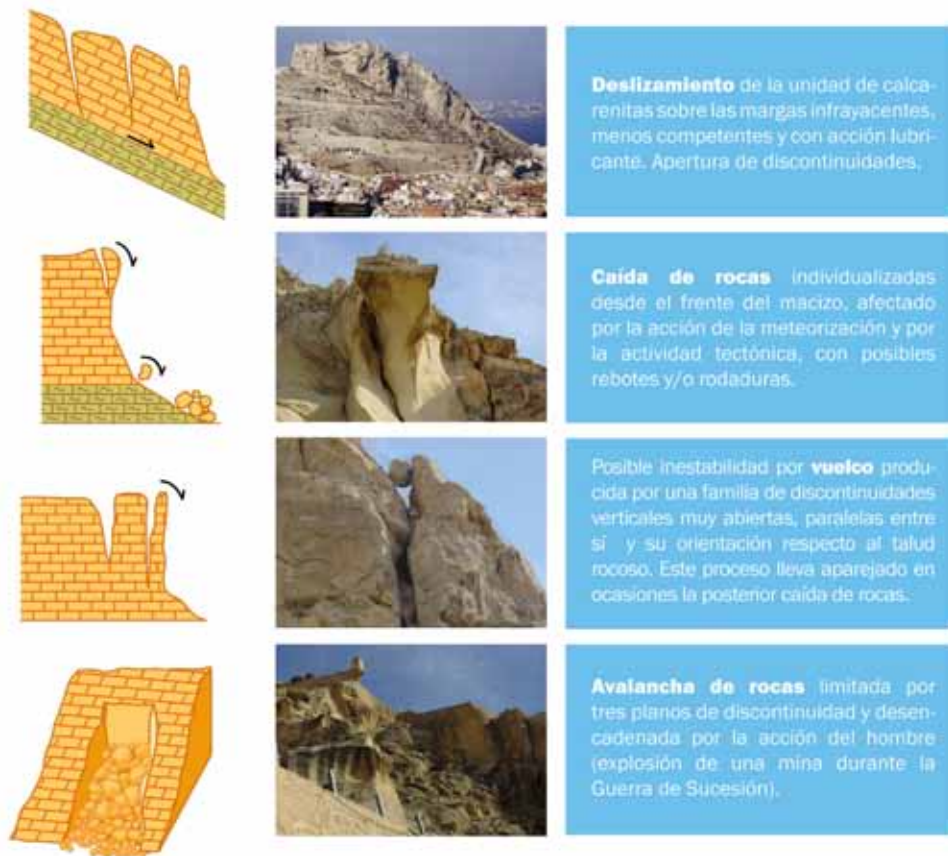 Deslizamiento de la unidad de calca-
renitas sobre las margas infrayacentes,
menos competentes y con acción lubri-
cante. Apertura de discontinuidades.
Caída de rocas individualizadas
desde el frente del macizo, afectado
por la acción de la meteorización y por
la actividad tectónica, con posibles
rebotes y/o rodaduras.
Posible inestabilidad por vuelco produ-
cida por una familia de discontinuidades
verticales muy abiertas, paralelas entre
sí y su orientación respecto al talud
rocoso. Este proceso lleva aparejado en
ocasiones la posterior caída de rocas.
Avalancha de rocas limitada por
tres planos de discontinuidad y desen-
cadenada por la acción del hombre
(explosión de una mina durante la
Guerra de Sucesión).